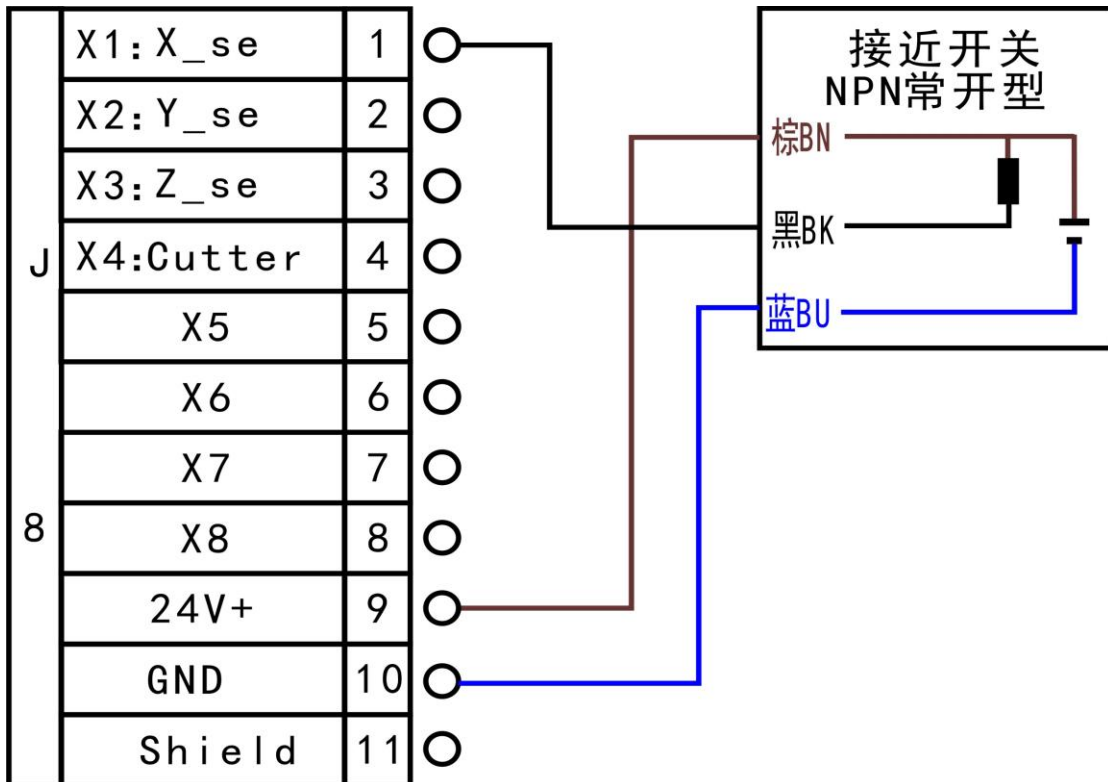 J8
X1:X_se 1
X2:Y_se 2
X3:Z_se 3
X4:Cutter 4
X5 5
X6 6
X7 7
X8 8
24V+ 9
GND 10
Shield 11
接近开关
NPN常开型
棕BN
黑BK
蓝BU